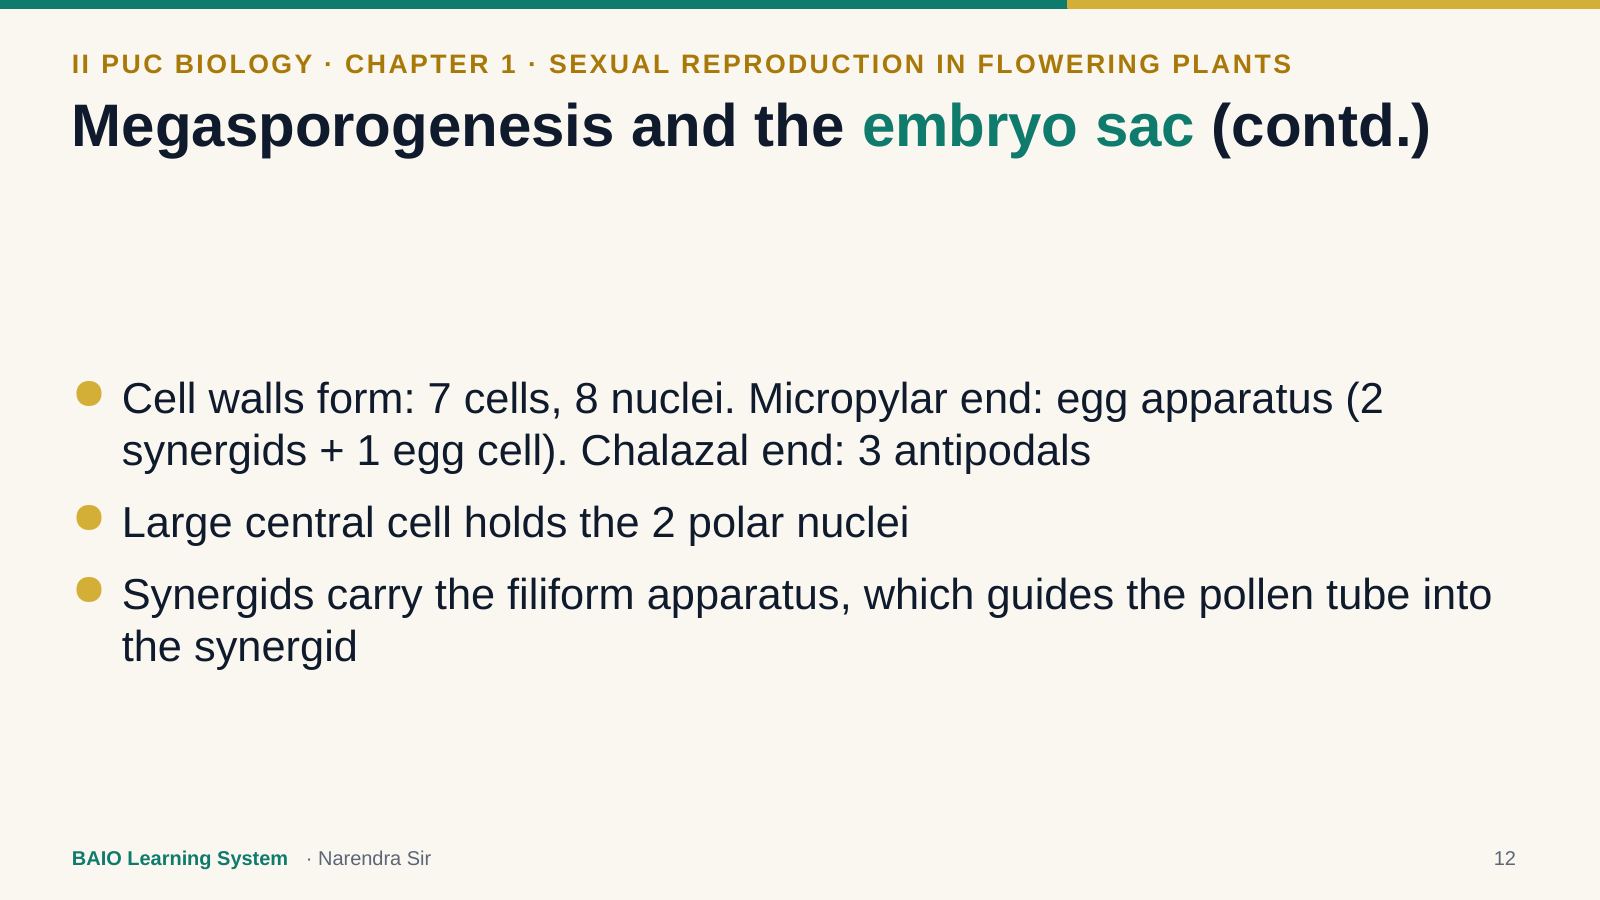 II PUC BIOLOGY · CHAPTER 1 · SEXUAL REPRODUCTION IN FLOWERING PLANTS
Megasporogenesis and the embryo sac (contd.)
● Cell walls form: 7 cells, 8 nuclei. Micropylar end: egg apparatus (2
synergids + 1 egg cell). Chalazal end: 3 antipodals
● Large central cell holds the 2 polar nuclei
● Synergids carry the filiform apparatus, which guides the pollen tube into
the synergid
BAIO Learning System · Narendra Sir
12